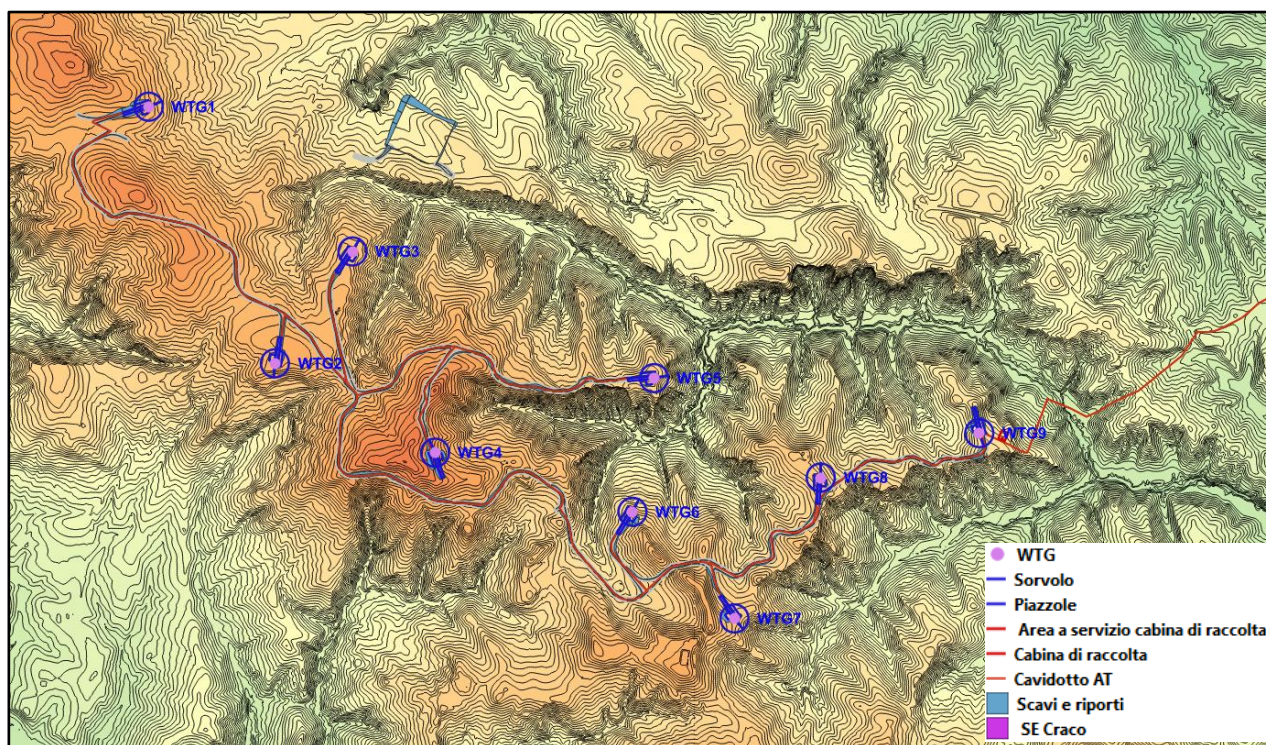 WTG1
WTG3
WTG2
WTG5
WTG4
WTG9
WTG8
WTG6
WTG7
WTG
Sorvolo
Piazzole
Area a servizio cabina di raccolta
Cabina di raccolta
Cavidotto AT
Scavi e riporti
SE Craco